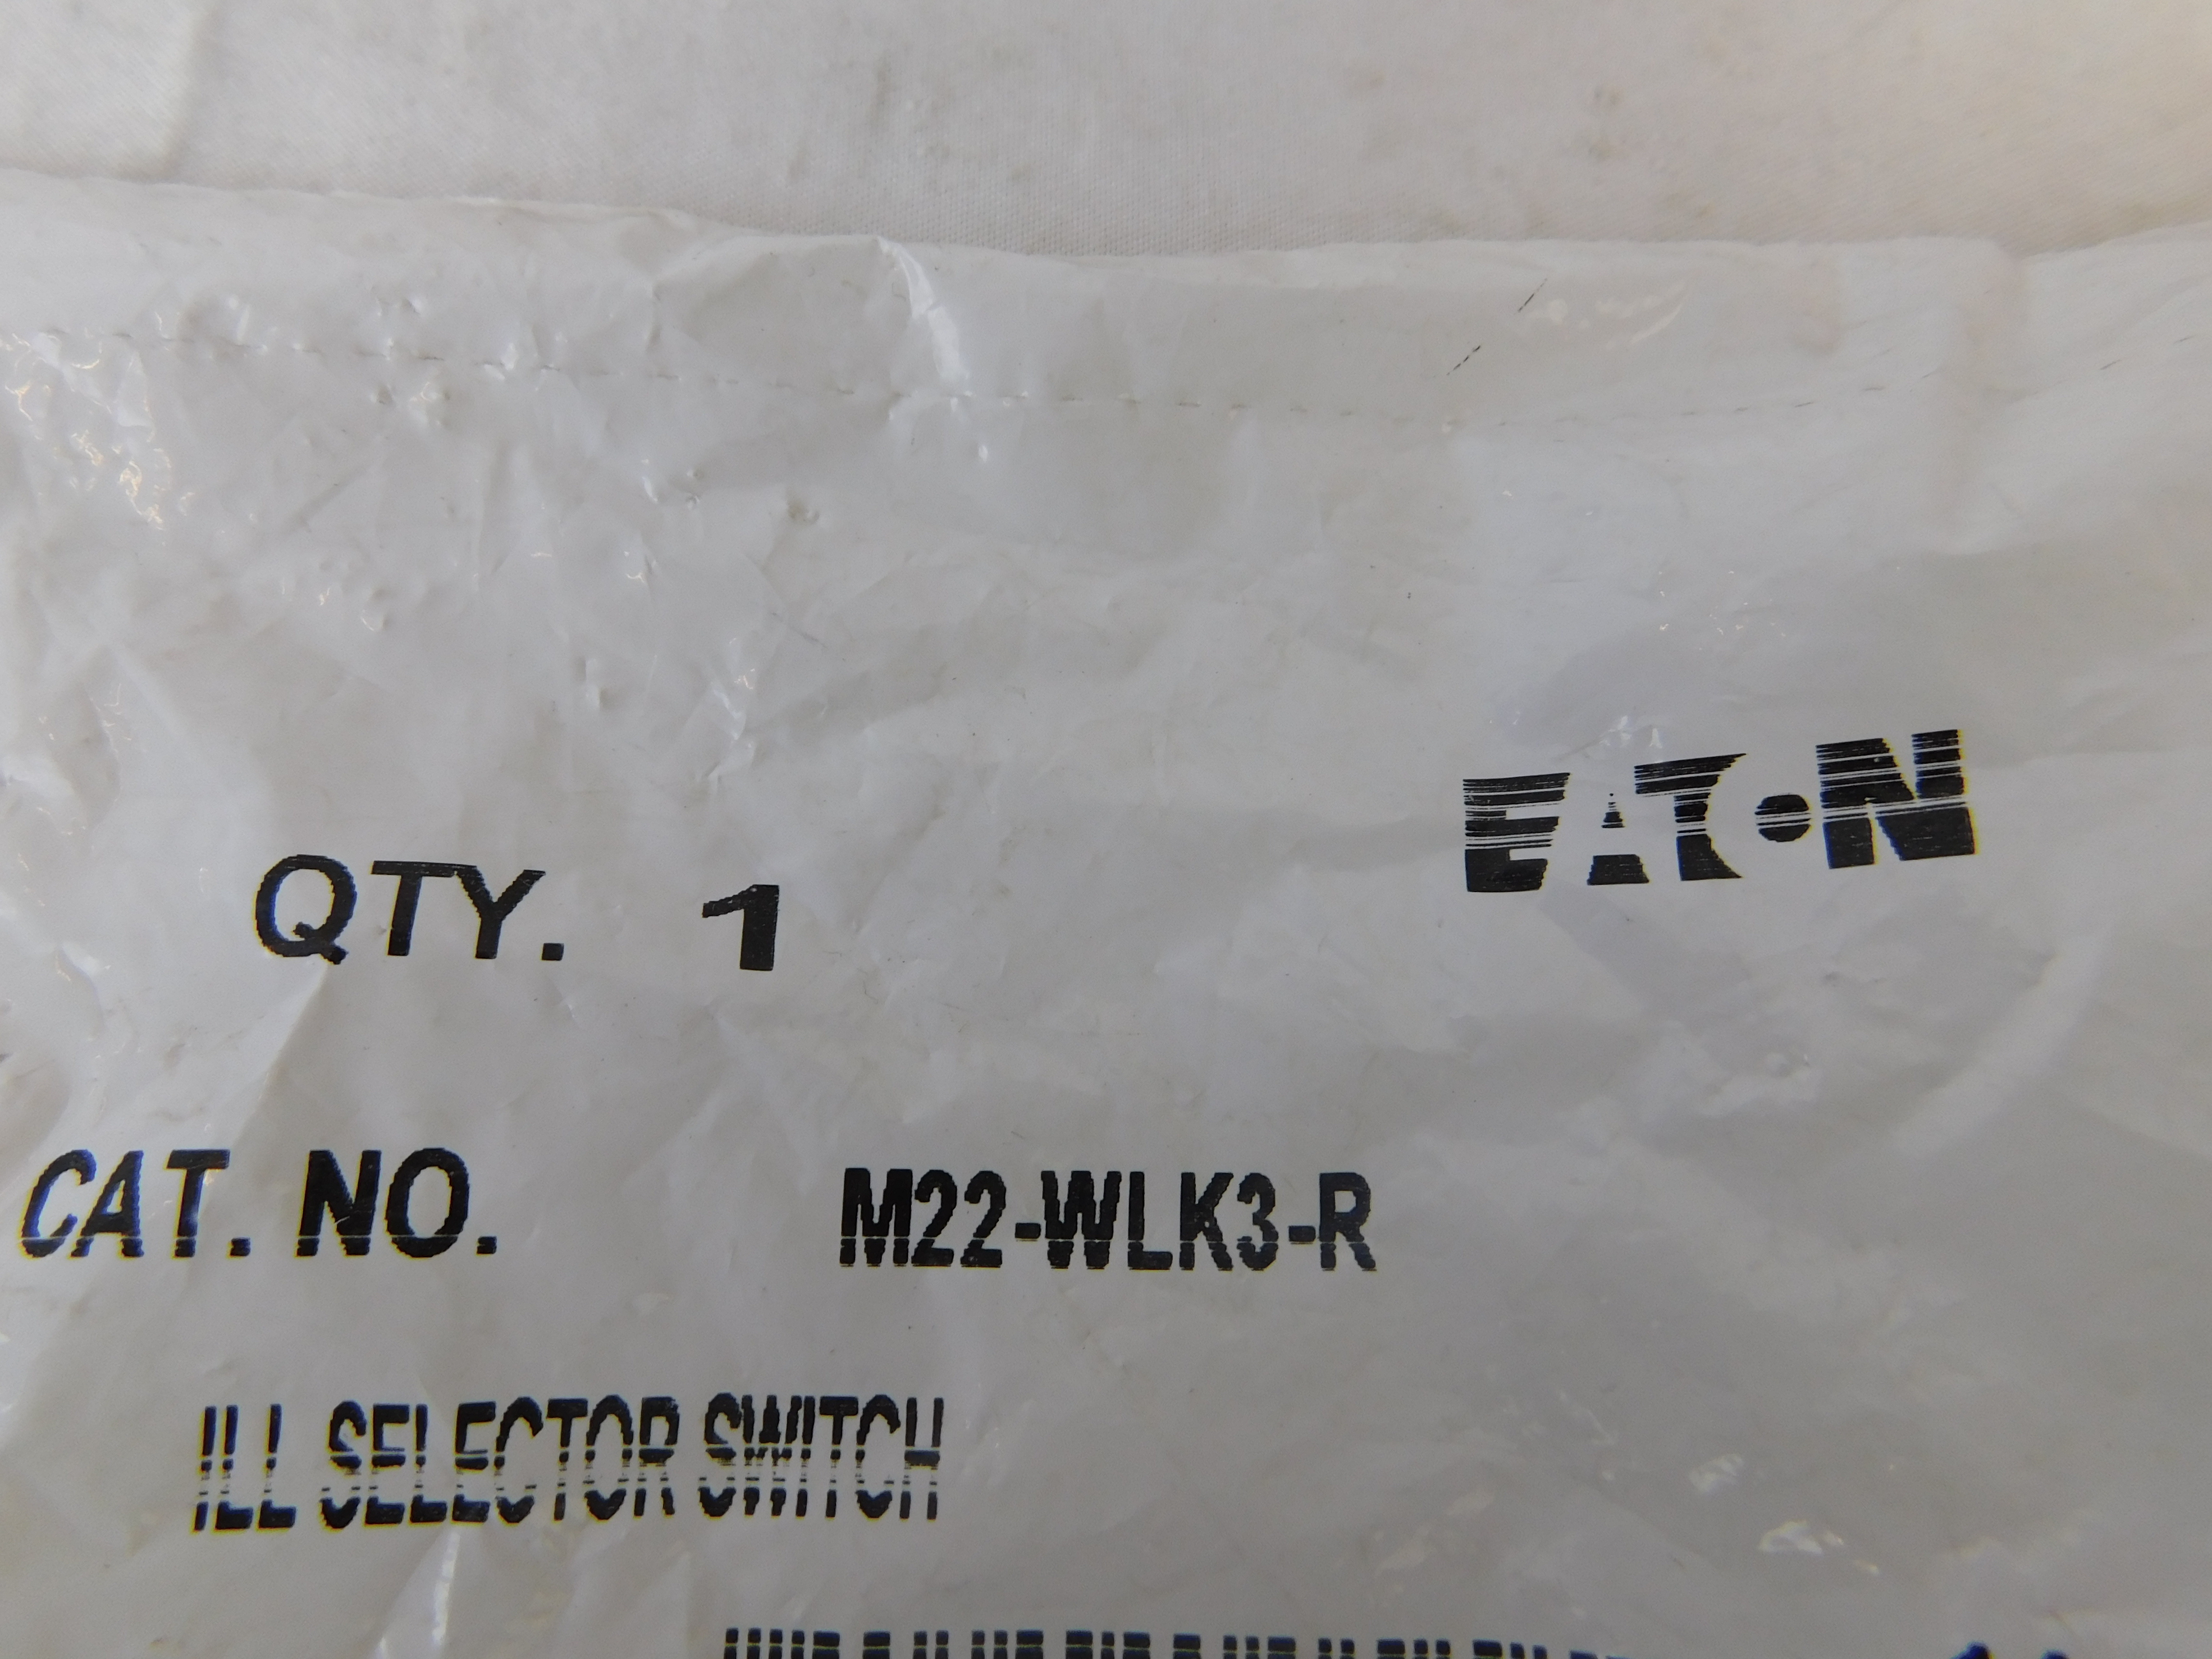 EATON
QTY. 1
CAT. NO. M22-WLK3-R
ILL SELECTOR SWITCH